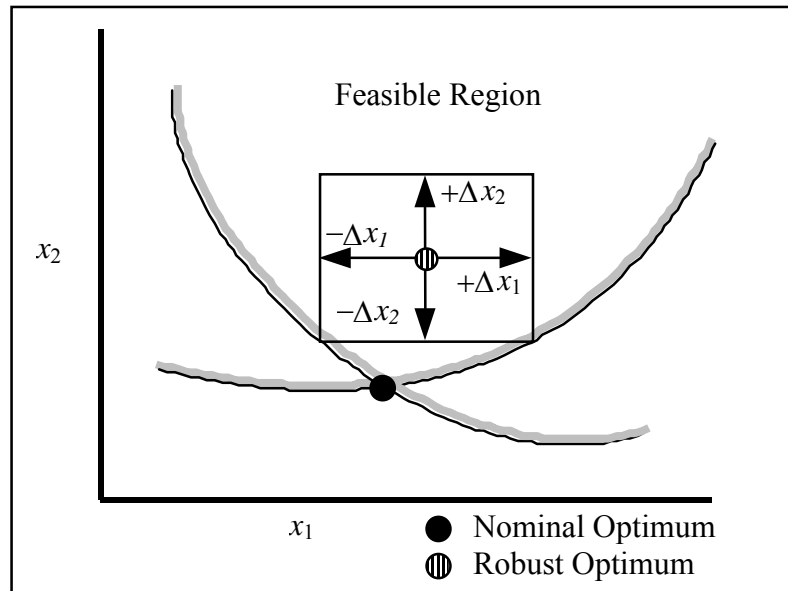 Feasible Region
+Δx2
−Δx1
x2
+Δx1
−Δx2
x1
Nominal Optimum
Robust Optimum